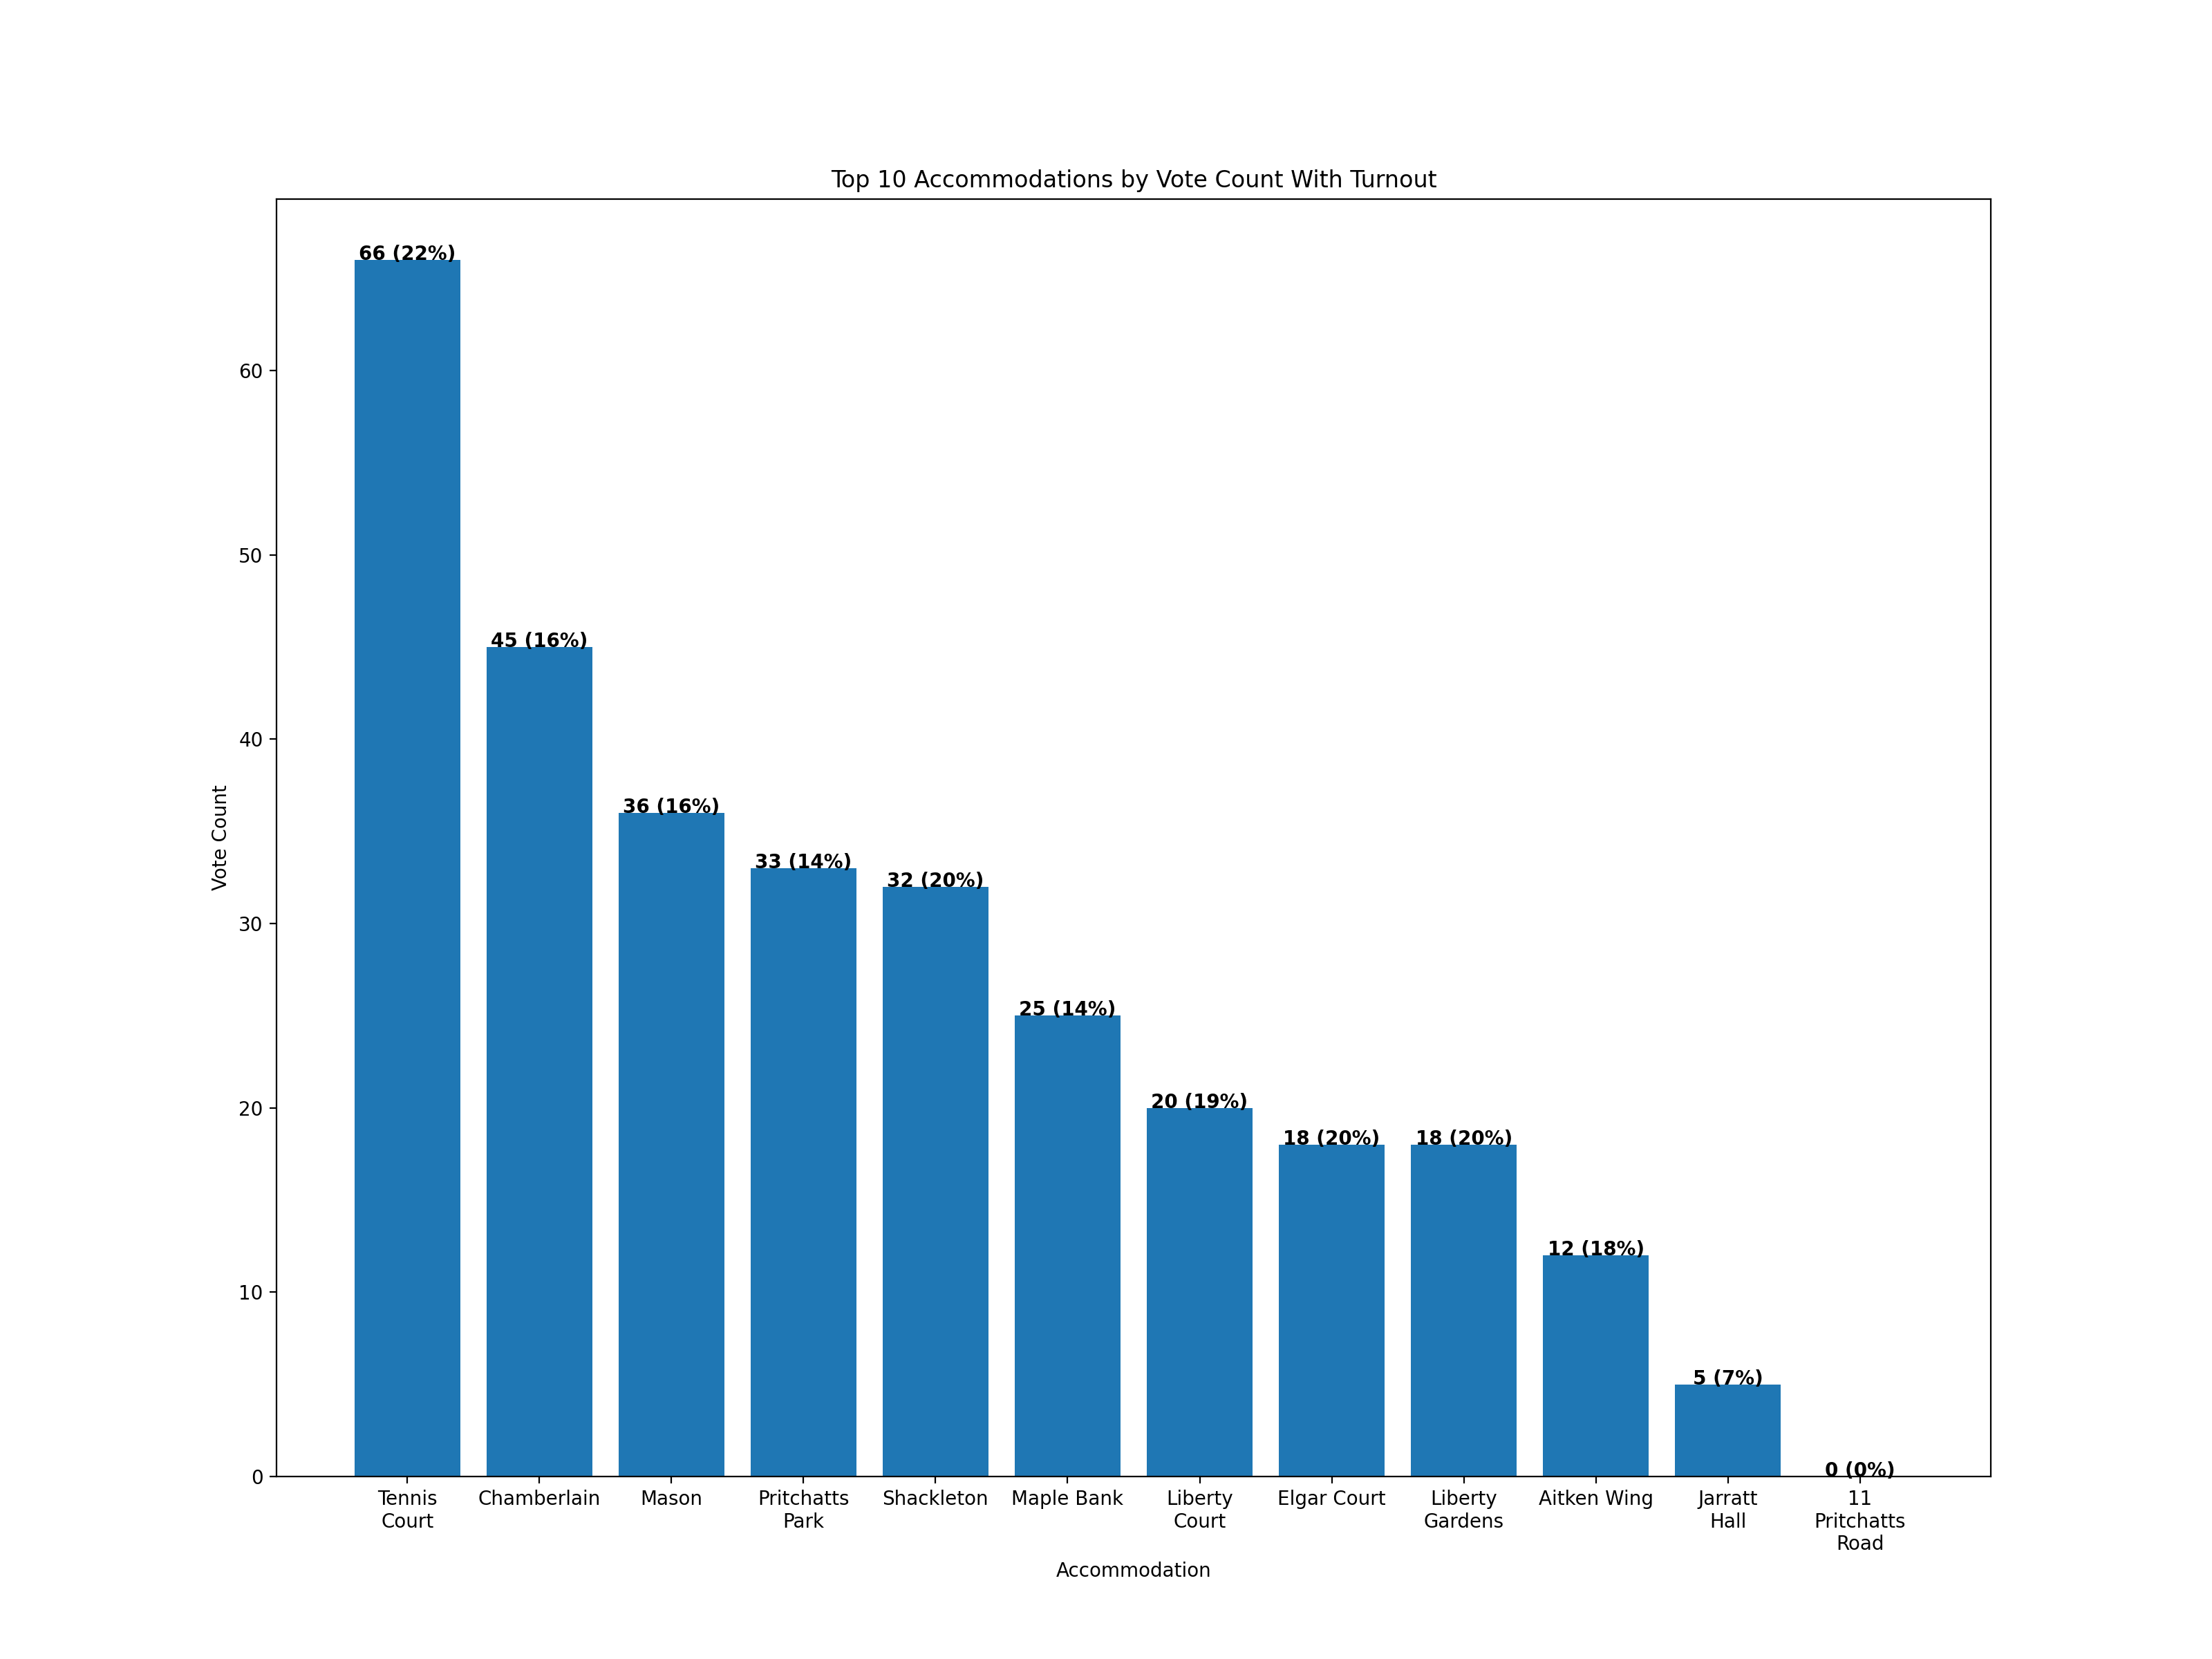 Top 10 Accommodations by Vote Count With Turnout
66 (22%)
45 (16%)
36 (16%)
33 (14%)
32 (20%)
25 (14%)
20 (19%)
18 (20%)
18 (20%)
12 (18%)
5 (7%)
0 (0%)
60
50
40
30
20
10
0
Vote Count
Tennis
Court
Chamberlain
Mason
Pritchatts
Park
Shackleton
Maple Bank
Liberty
Court
Elgar Court
Liberty
Gardens
Aitken Wing
Jarratt
Hall
11
Pritchatts
Road
Accommodation